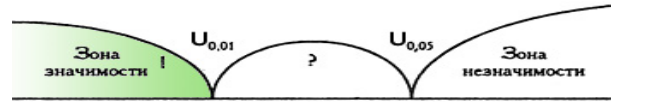 Зона
значимости
!
U0,01
?
U0,05
Зона
незначимости